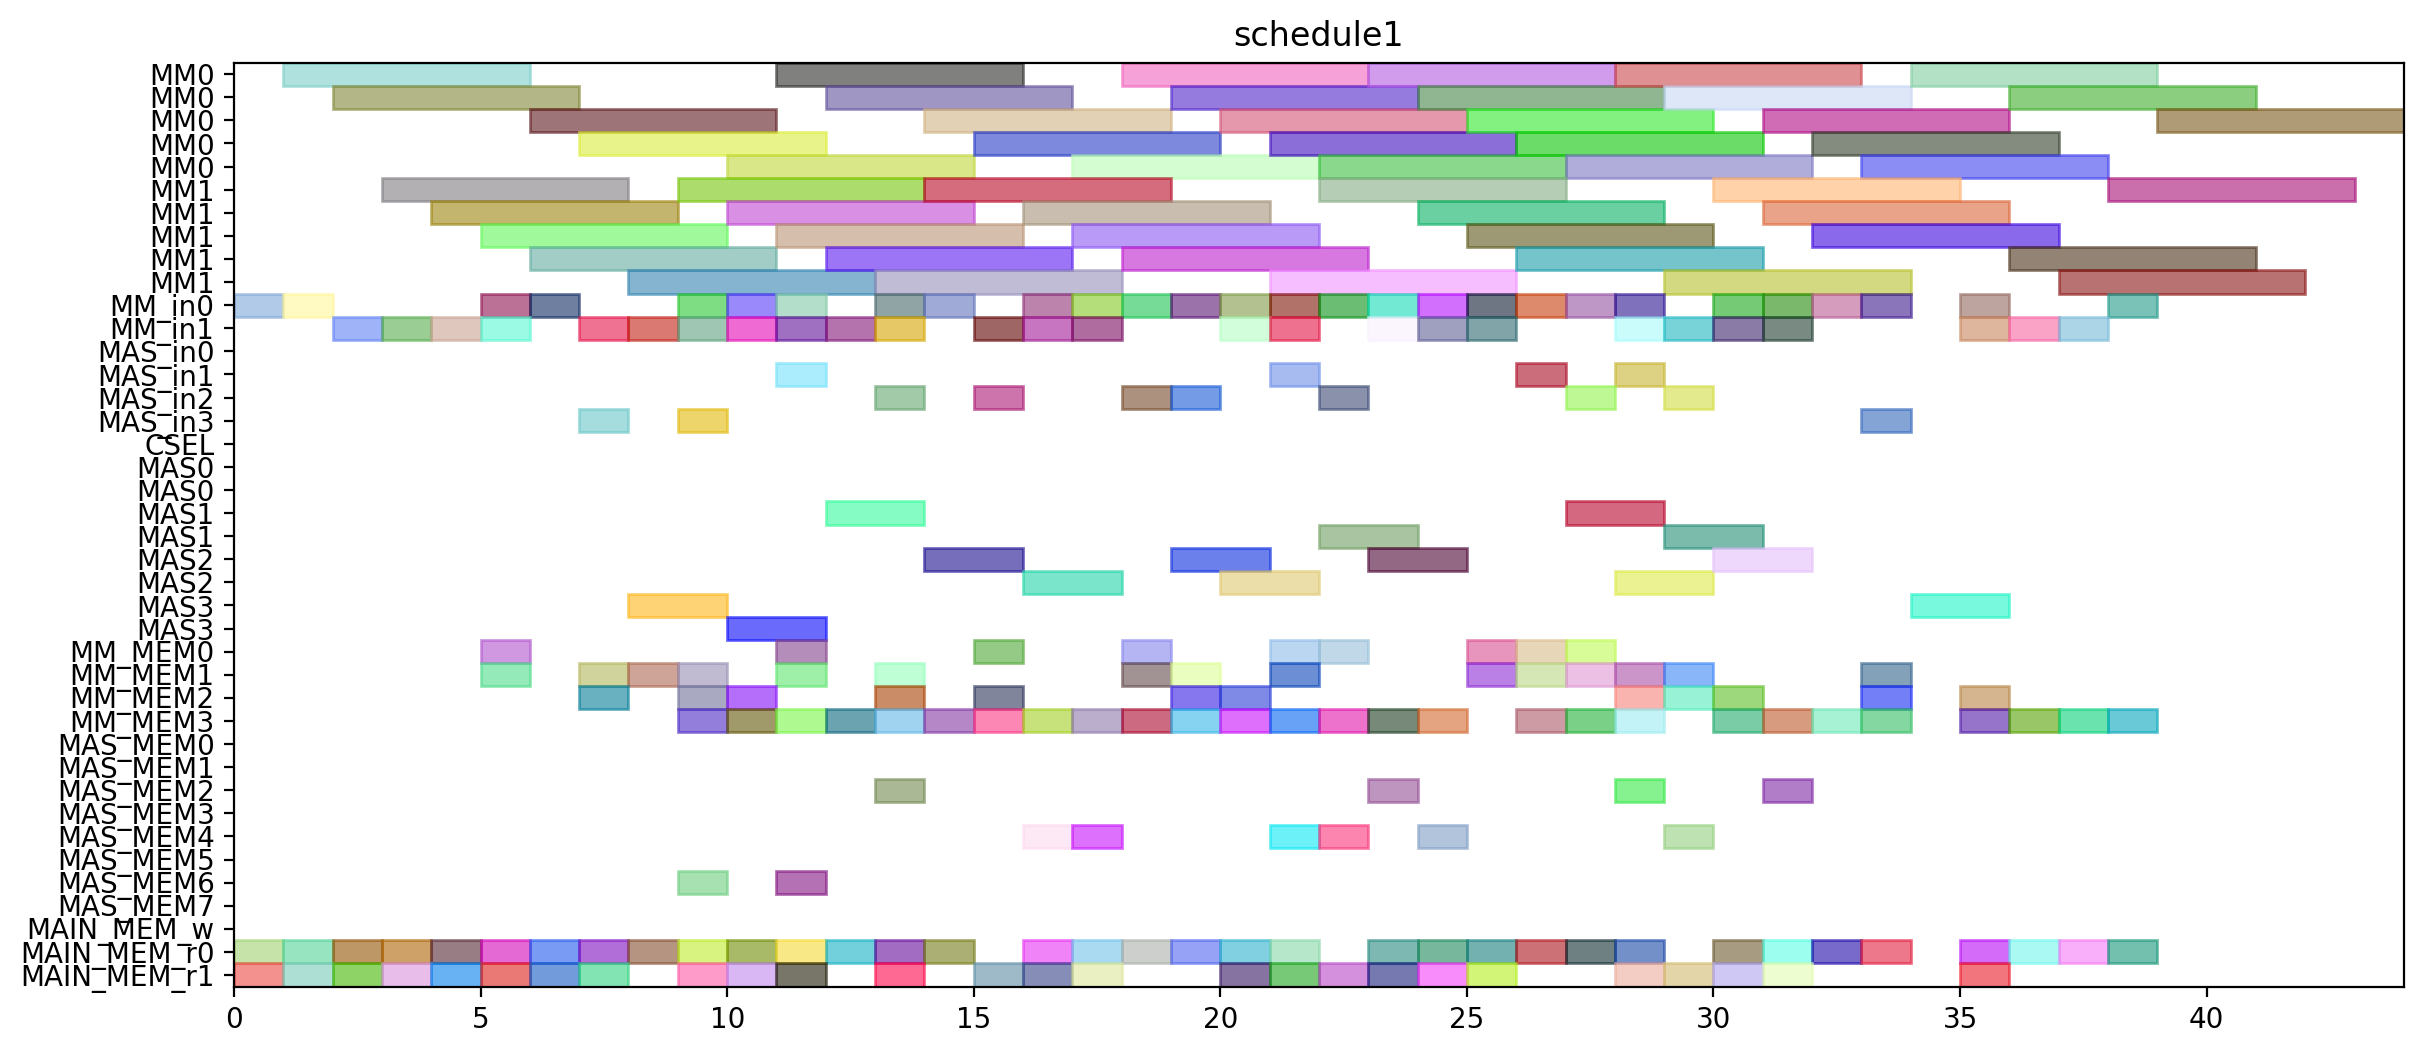 schedule1
MM0
MM0
MM0
MM0
MM0
MM1
MM1
MM1
MM1
MM1
MM_in0
MM_in1
MAS_in0
MAS_in1
MAS_in2
MAS_in3
CSEL
MAS0
MAS0
MAS1
MAS1
MAS2
MAS2
MAS3
MAS3
MM_MEM0
MM_MEM1
MM_MEM2
MM_MEM3
MAS_MEM0
MAS_MEM1
MAS_MEM2
MAS_MEM3
MAS_MEM4
MAS_MEM5
MAS_MEM6
MAS_MEM7
MAIN_MEM_w
MAIN_MEM_r0
MAIN_MEM_r1
0 5 10 15 20 25 30 35 40